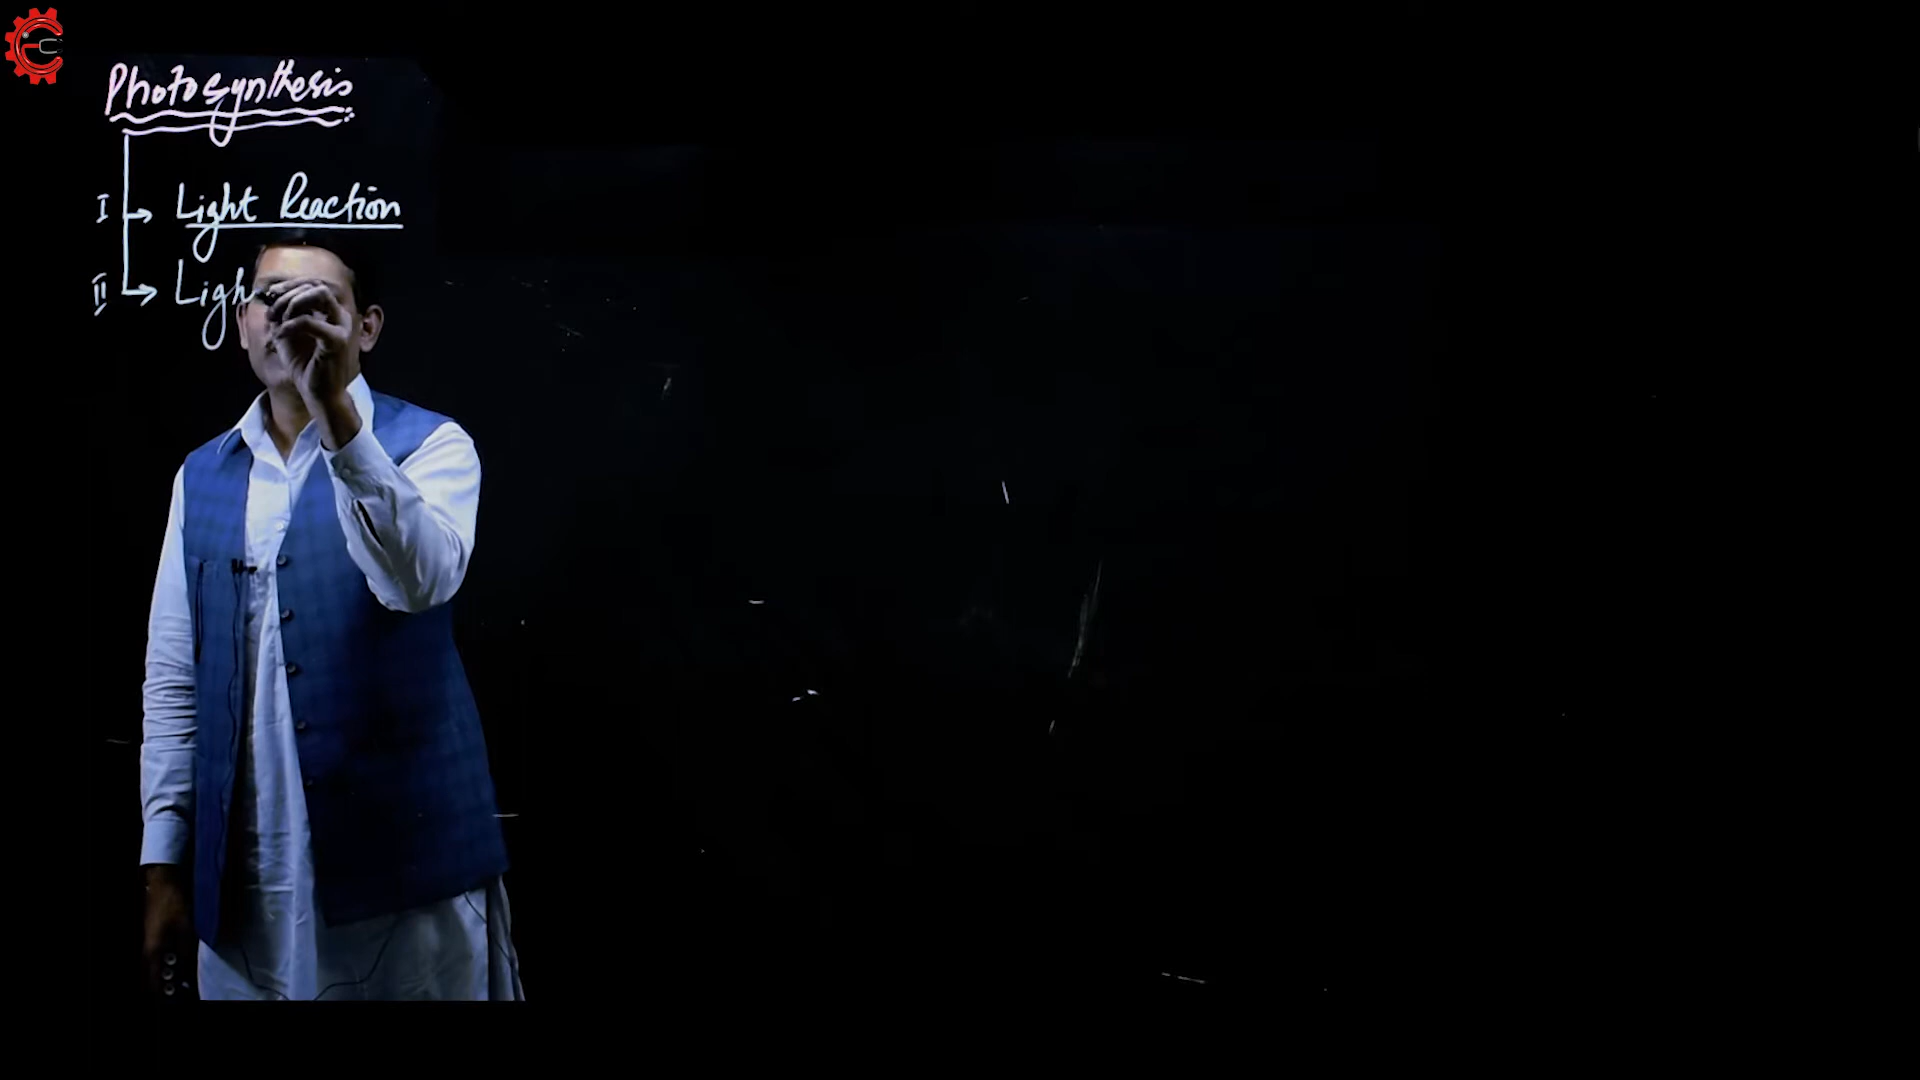 Photosynthesis
I → Light Reaction
II → Ligh